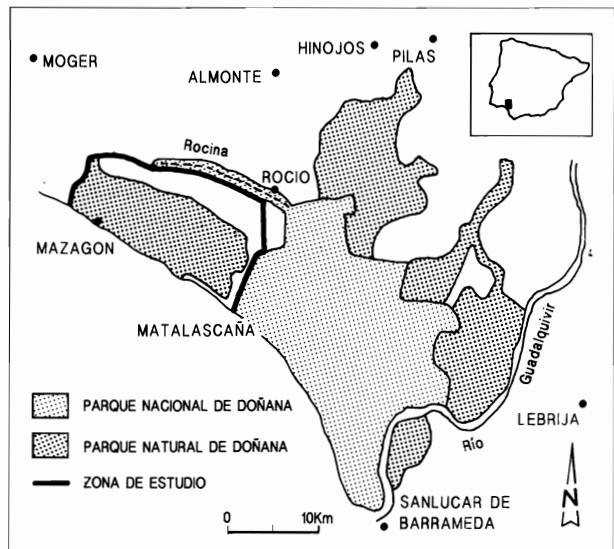 HINOJOS
PILAS
MOGER
ALMONTE
Rocina
ROCIO
MAZAGON
MATALASCAÑA
Guadalquivir
PARQUE NACIONAL DE DOÑANA
LEBRIJA
PARQUE NATURAL DE DOÑANA
Río
ZONA DE ESTUDIO
N
SANLUCAR DE
BARRAMEDA
0 10Km